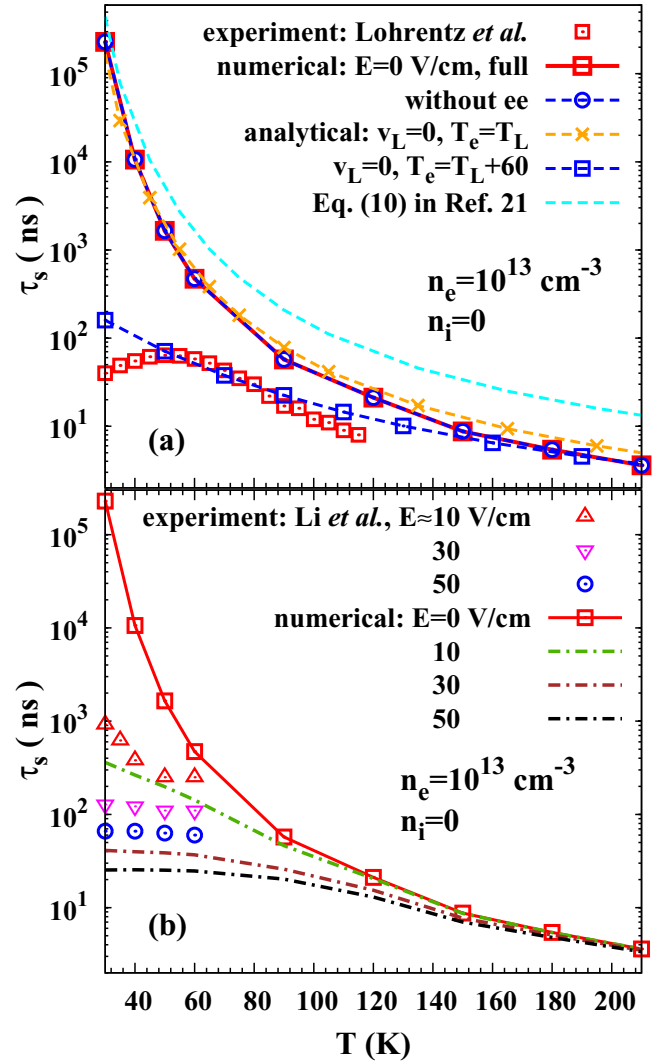 experiment: Lohrentz et al.
numerical: E=0 V/cm, full
without ee
analytical: v_L=0, T_e=T_L
v_L=0, T_e=T_L+60
Eq. (10) in Ref. 21
n_e=10^13 cm^-3
n_i=0
(a)
τ_s ( ns )
10^5
10^4
10^3
10^2
10^1
experiment: Li et al., E≈10 V/cm
30
50
numerical: E=0 V/cm
10
30
50
n_e=10^13 cm^-3
n_i=0
(b)
τ_s ( ns )
10^5
10^4
10^3
10^2
10^1
40 60 80 100 120 140 160 180 200
T (K)